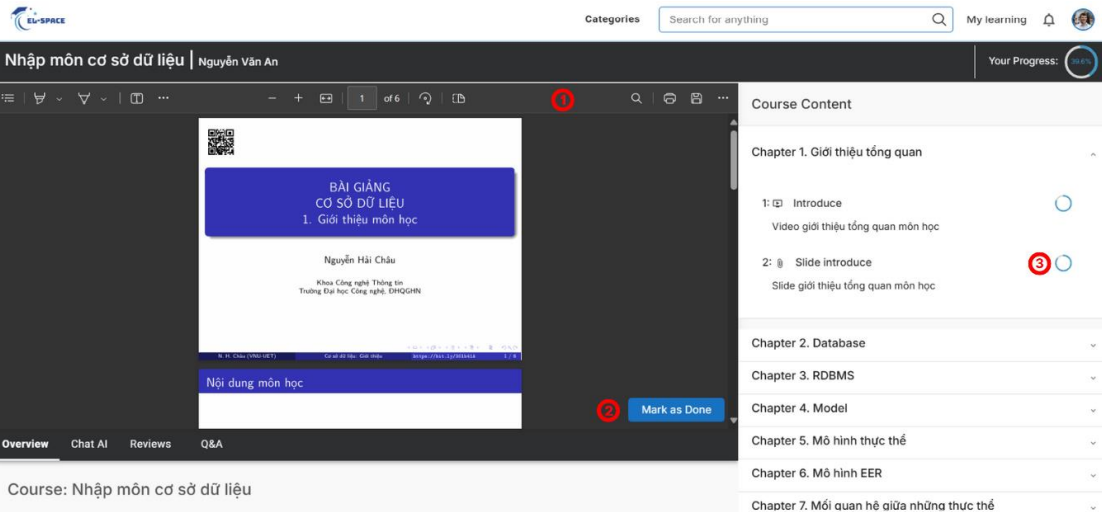 EL-SPACE
Categories
Search for anything
My learning
Nhập môn cơ sở dữ liệu | Nguyễn Văn An
Your Progress:
1 of 6
1
BÀI GIẢNG
CƠ SỞ DỮ LIỆU
1. Giới thiệu môn học
Nguyễn Hải Châu
Khoa Công nghệ Thông tin
Trường Đại học Công nghệ, ĐHQGHN
N. H. Châu (VNU-UET) Cơ sở dữ liệu: Giới thiệu 1 / 6
Nội dung môn học
2
Mark as Done
Overview Chat AI Reviews Q&A
Course: Nhập môn cơ sở dữ liệu
Course Content
Chapter 1. Giới thiệu tổng quan
1: Introduce
Video giới thiệu tổng quan môn học
2: Slide introduce
3
Slide giới thiệu tổng quan môn học
Chapter 2. Database
Chapter 3. RDBMS
Chapter 4. Model
Chapter 5. Mô hình thực thể
Chapter 6. Mô hình EER
Chapter 7. Mối quan hệ giữa những thực thể